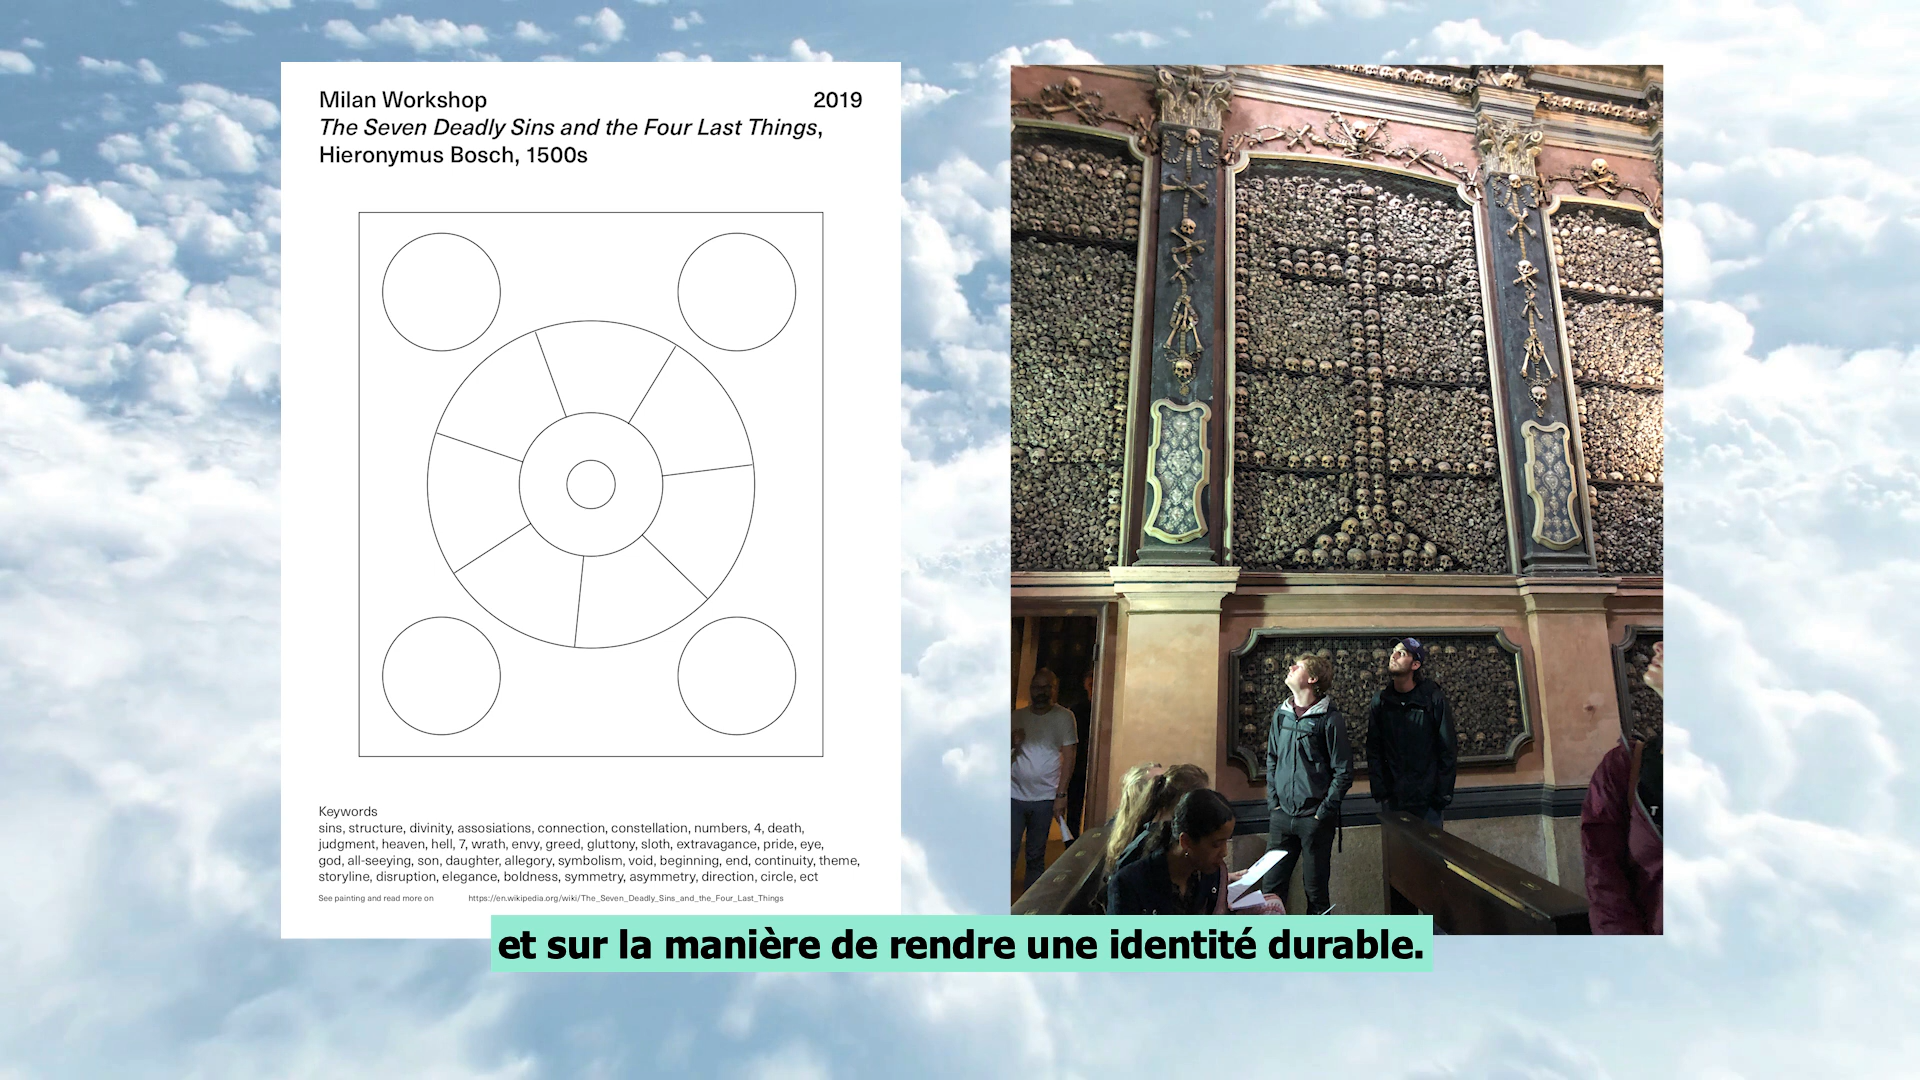 Milan Workshop 2019
The Seven Deadly Sins and the Four Last Things,
Hieronymus Bosch, 1500s
Keywords
sins, structure, divinity, assosiations, connection, constellation, numbers, 4, death,
judgment, heaven, hell, 7, wrath, envy, greed, gluttony, sloth, extravagance, pride, eye,
god, all-seeying, son, daughter, allegory, symbolism, void, beginning, end, continuity, theme,
storyline, disruption, elegance, boldness, symmetry, asymmetry, direction, circle, ect
See painting and read more on https://en.wikipedia.org/wiki/The_Seven_Deadly_Sins_and_the_Four_Last_Things
et sur la manière de rendre une identité durable.